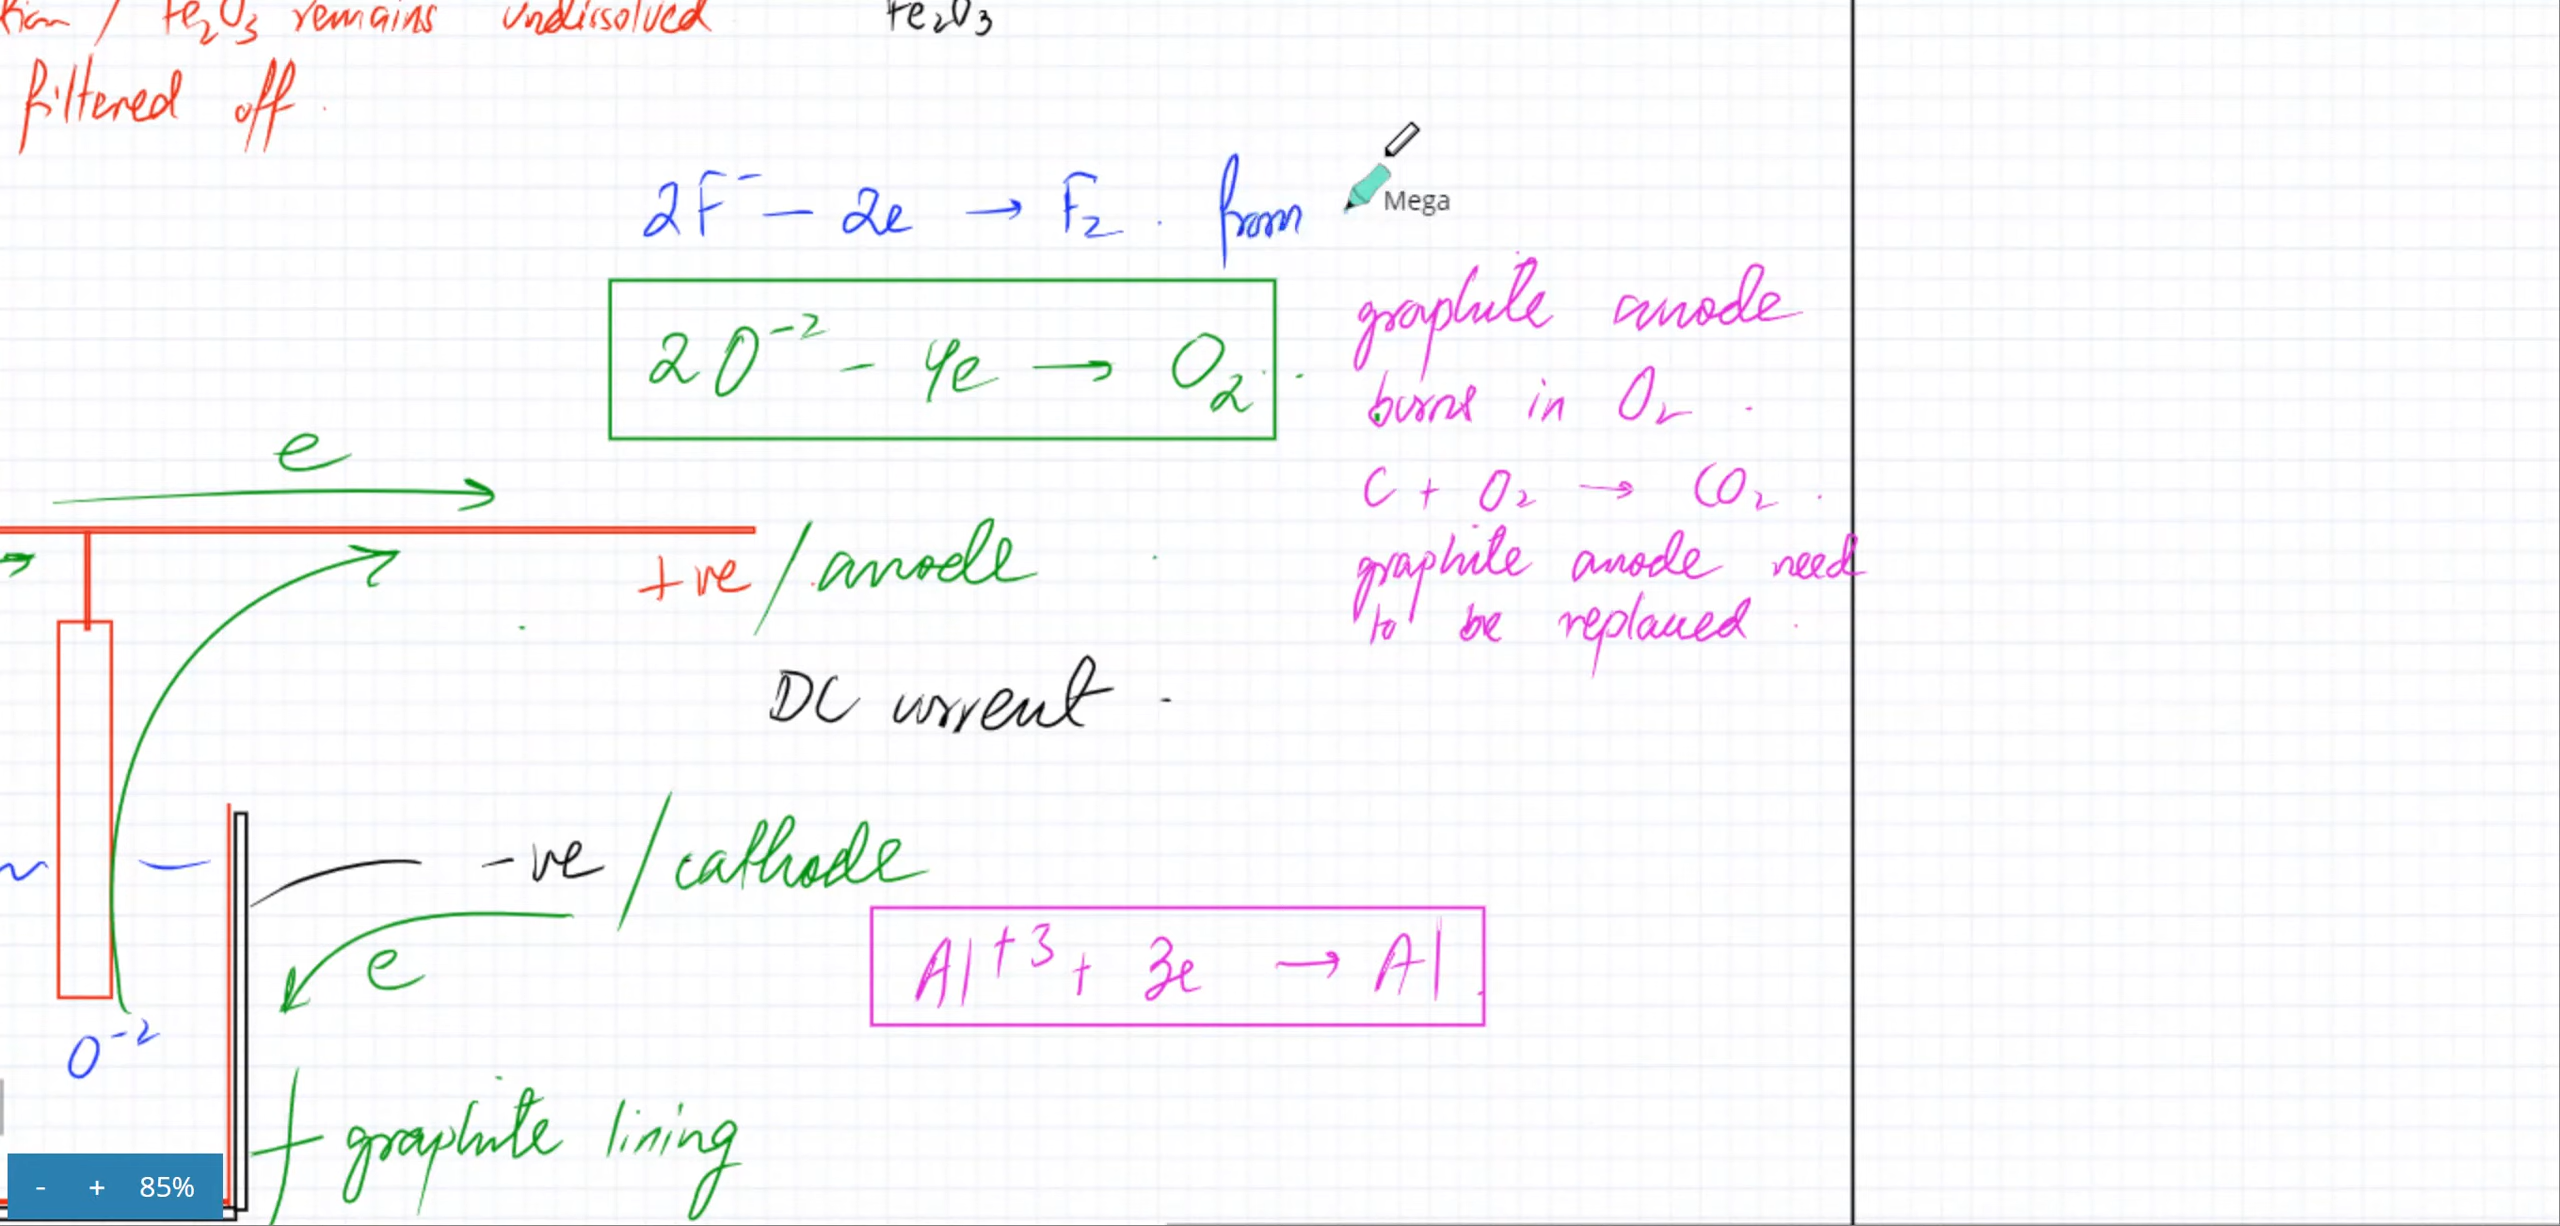 / Fe₂O₃ remains undissolved Fe₂O₃
filtered off.
2F⁻ – 2e → F₂. from
Mega
graphite anode
2O⁻² – 4e → O₂.
burns in O₂.
e
C + O₂ → CO₂.
+ve / anode
graphite anode need
to be replaced.
DC current.
-ve / cathode
e
Al⁺³ + 3e → Al.
O⁻²
graphite lining
- + 85%